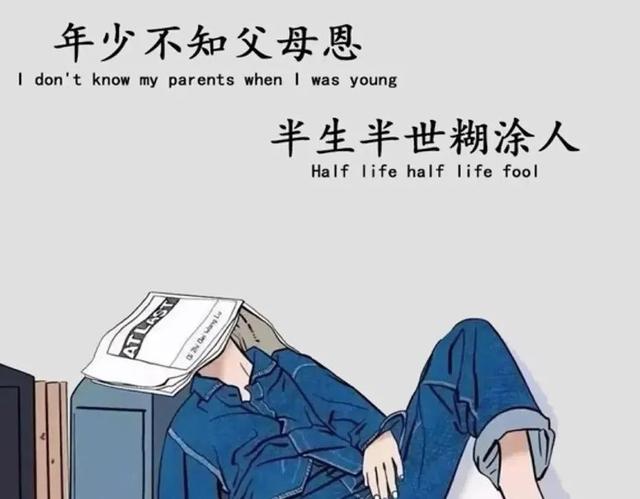 年少不知父母恩
I don't know my parents when I was young
半生半世糊涂人
Half life half life fool
AT LAST